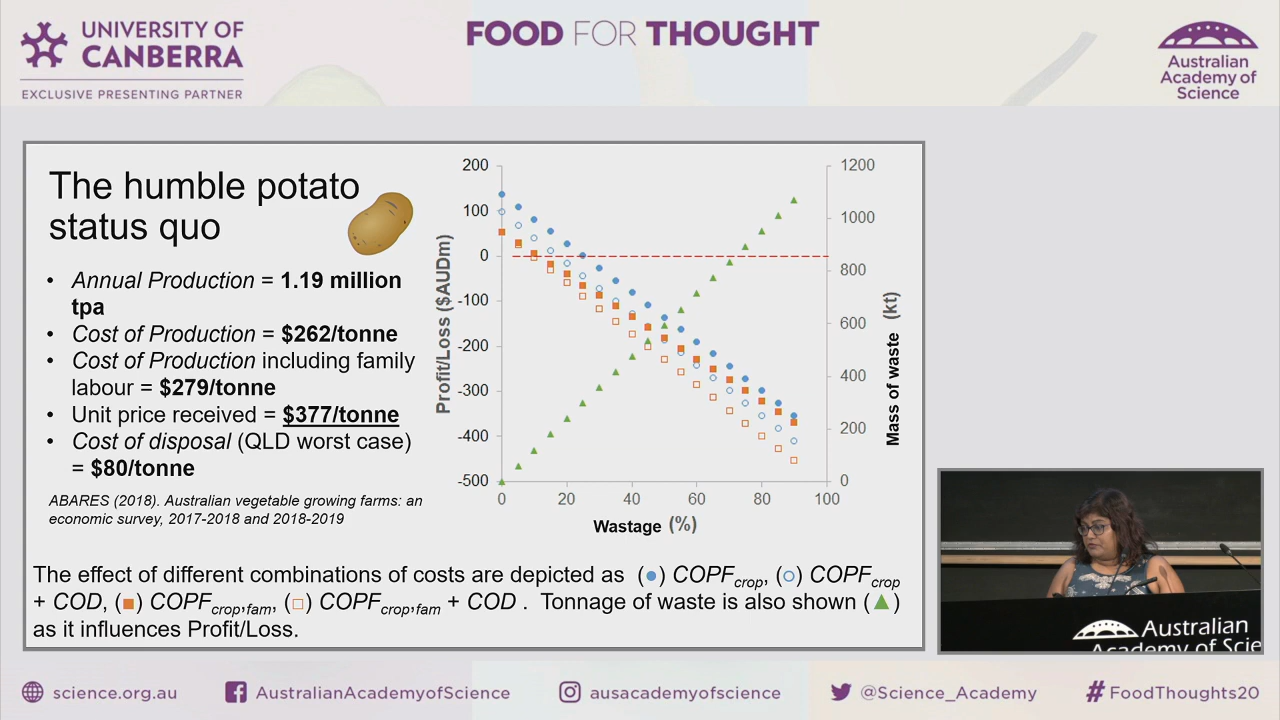 UNIVERSITY OF
CANBERRA
EXCLUSIVE PRESENTING PARTNER
FOOD FOR THOUGHT
Australian
Academy of
Science
The humble potato
status quo
• Annual Production = 1.19 million
tpa
• Cost of Production = $262/tonne
• Cost of Production including family
labour = $279/tonne
• Unit price received = $377/tonne
• Cost of disposal (QLD worst case)
= $80/tonne
ABARES (2018). Australian vegetable growing farms: an
economic survey, 2017-2018 and 2018-2019
Profit/Loss ($AUDm)
200
100
0
-100
-200
-300
-400
-500
0 20 40 60 80 100
Wastage (%)
1200
1000
800
600
400
200
0
Mass of waste (kt)
The effect of different combinations of costs are depicted as (●) COPFcrop, (○) COPFcrop
+ COD, (■) COPFcrop,fam, (□) COPFcrop,fam + COD . Tonnage of waste is also shown (▲)
as it influences Profit/Loss.
Australian
Academy of Scie
science.org.au
AustralianAcademyofScience
ausacademyofscience
@Science_Academy
#FoodThoughts20